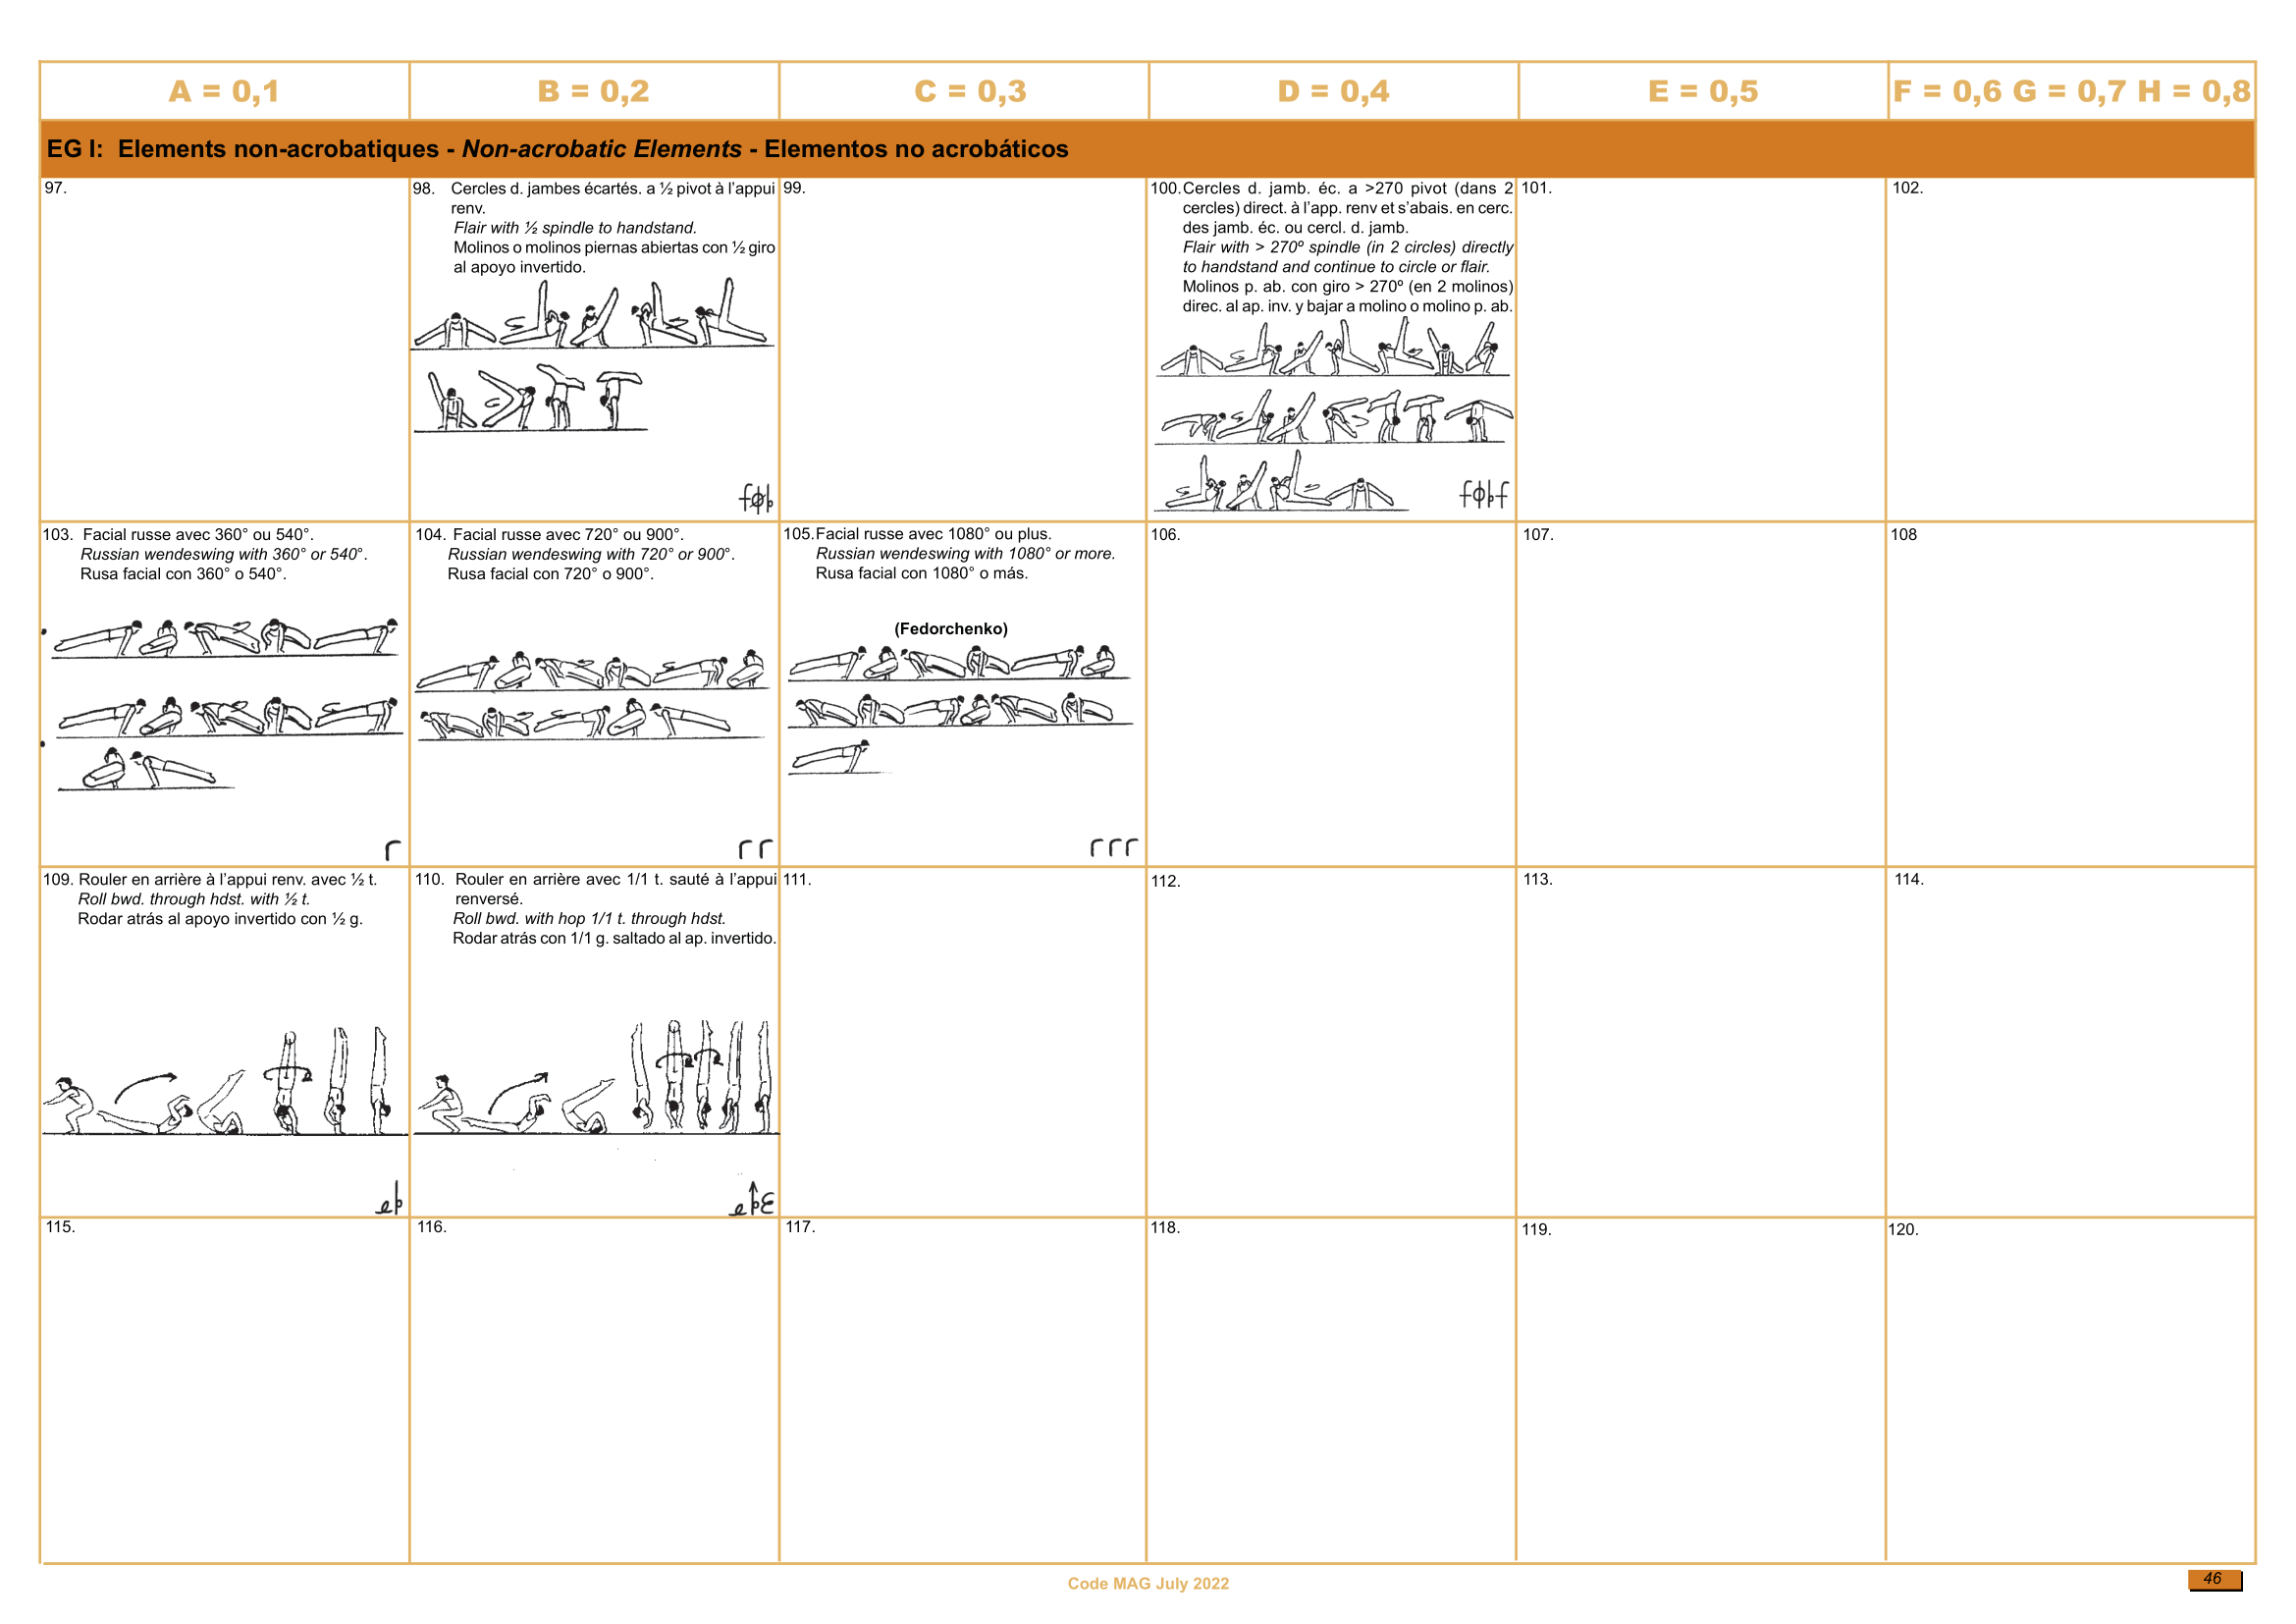 A = 0,1
B = 0,2
C = 0,3
D = 0,4
E = 0,5
F = 0,6 G = 0,7 H = 0,8
EG I: Elements non-acrobatiques - Non-acrobatic Elements - Elementos no acrobáticos
97.
98. Cercles d. jambes écartés. a ½ pivot à l'appui
renv.
Flair with ½ spindle to handstand.
Molinos o molinos piernas abiertas con ½ giro
al apoyo invertido.
99.
100. Cercles d. jamb. éc. a >270 pivot (dans 2
cercles) direct. à l'app. renv et s'abais. en cerc.
des jamb. éc. ou cercl. d. jamb.
Flair with > 270º spindle (in 2 circles) directly
to handstand and continue to circle or flair.
Molinos p. ab. con giro > 270º (en 2 molinos)
direc. al ap. inv. y bajar a molino o molino p. ab.
101.
102.
103. Facial russe avec 360° ou 540°.
Russian wendeswing with 360° or 540°.
Rusa facial con 360° o 540°.
104. Facial russe avec 720° ou 900°.
Russian wendeswing with 720° or 900°.
Rusa facial con 720° o 900°.
105. Facial russe avec 1080° ou plus.
Russian wendeswing with 1080° or more.
Rusa facial con 1080° o más.
(Fedorchenko)
106.
107.
108
109. Rouler en arrière à l'appui renv. avec ½ t.
Roll bwd. through hdst. with ½ t.
Rodar atrás al apoyo invertido con ½ g.
110. Rouler en arrière avec 1/1 t. sauté à l'appui
renversé.
Roll bwd. with hop 1/1 t. through hdst.
Rodar atrás con 1/1 g. saltado al ap. invertido.
111.
112.
113.
114.
115.
116.
117.
118.
119.
120.
Code MAG July 2022
46